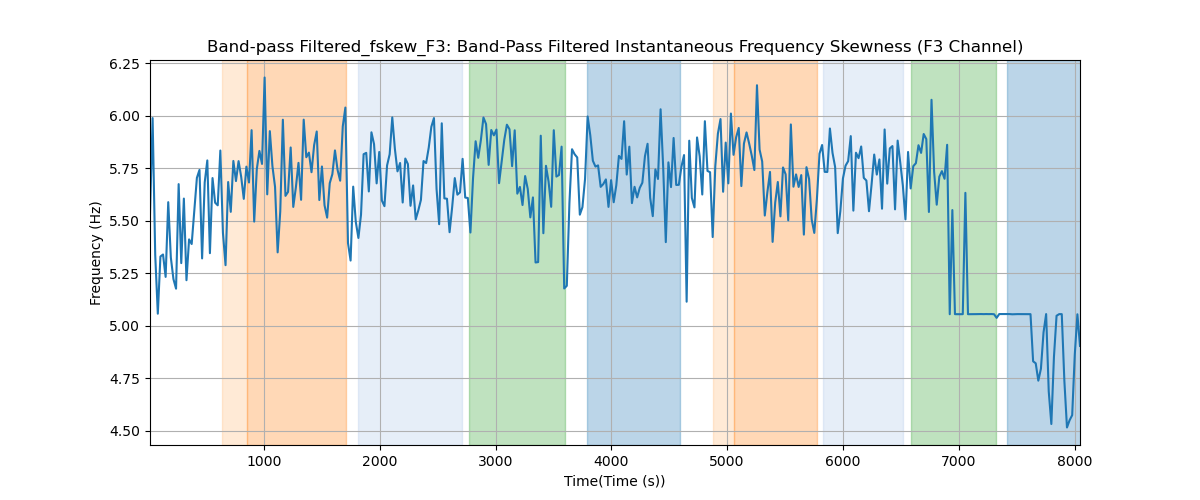 Band-pass Filtered_fskew_F3: Band-Pass Filtered Instantaneous Frequency Skewness (F3 Channel)
6.25
6.00
5.75
5.50
5.25
5.00
4.75
4.50
Frequency (Hz)
1000 2000 3000 4000 5000 6000 7000 8000
Time(Time (s))